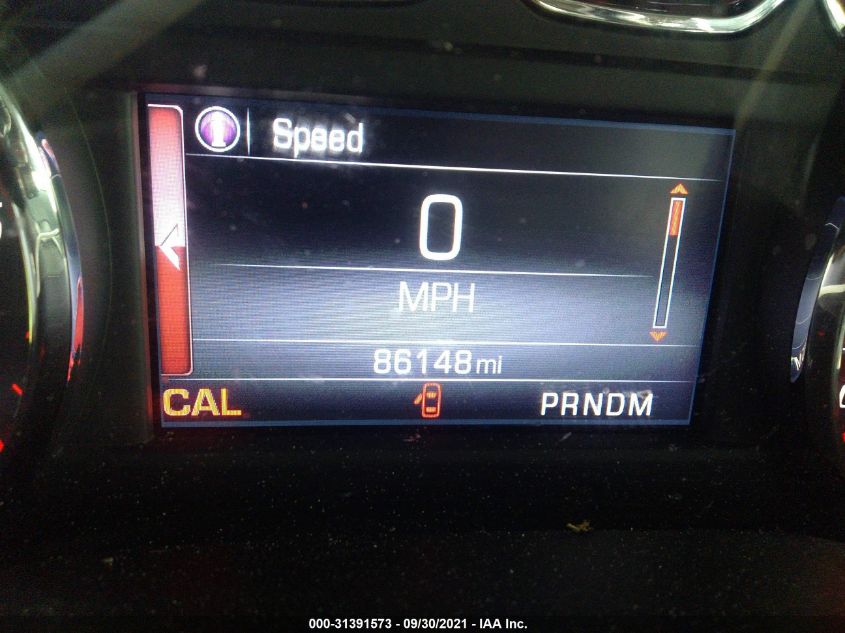 Speed
0
MPH
86148 mi
CAL PRNDM
000-31391573 - 09/30/2021 - IAA Inc.